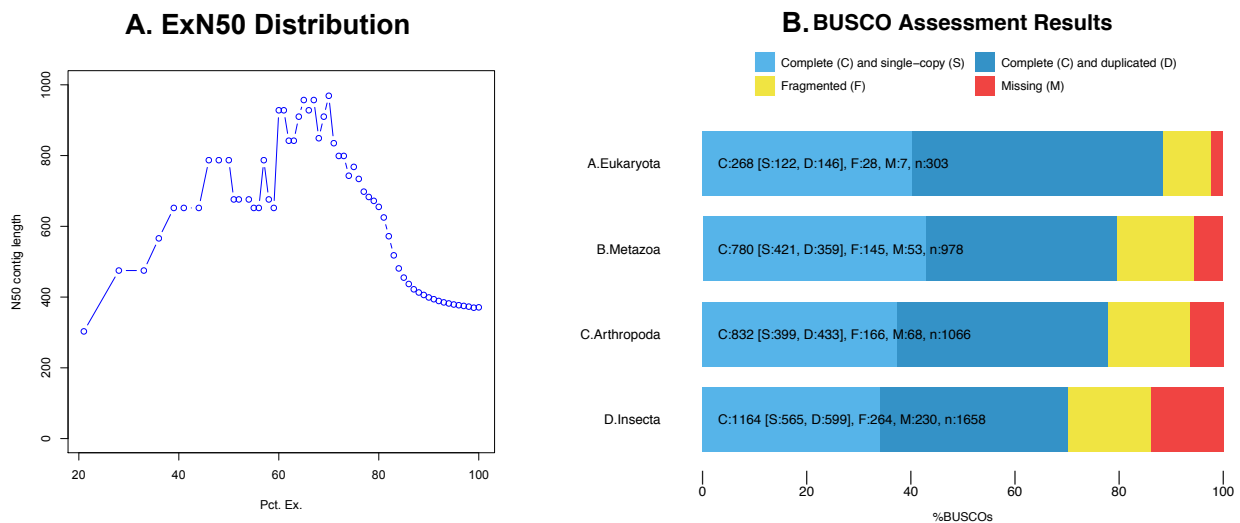 A. ExN50 Distribution
N50 contig length
1000
800
600
400
200
0
20
40
60
80
100
Pct. Ex.
B. BUSCO Assessment Results
Complete (C) and single−copy (S)
Complete (C) and duplicated (D)
Fragmented (F)
Missing (M)
A.Eukaryota
C:268 [S:122, D:146], F:28, M:7, n:303
B.Metazoa
C:780 [S:421, D:359], F:145, M:53, n:978
C.Arthropoda
C:832 [S:399, D:433], F:166, M:68, n:1066
D.Insecta
C:1164 [S:565, D:599], F:264, M:230, n:1658
0
20
40
60
80
100
%BUSCOs